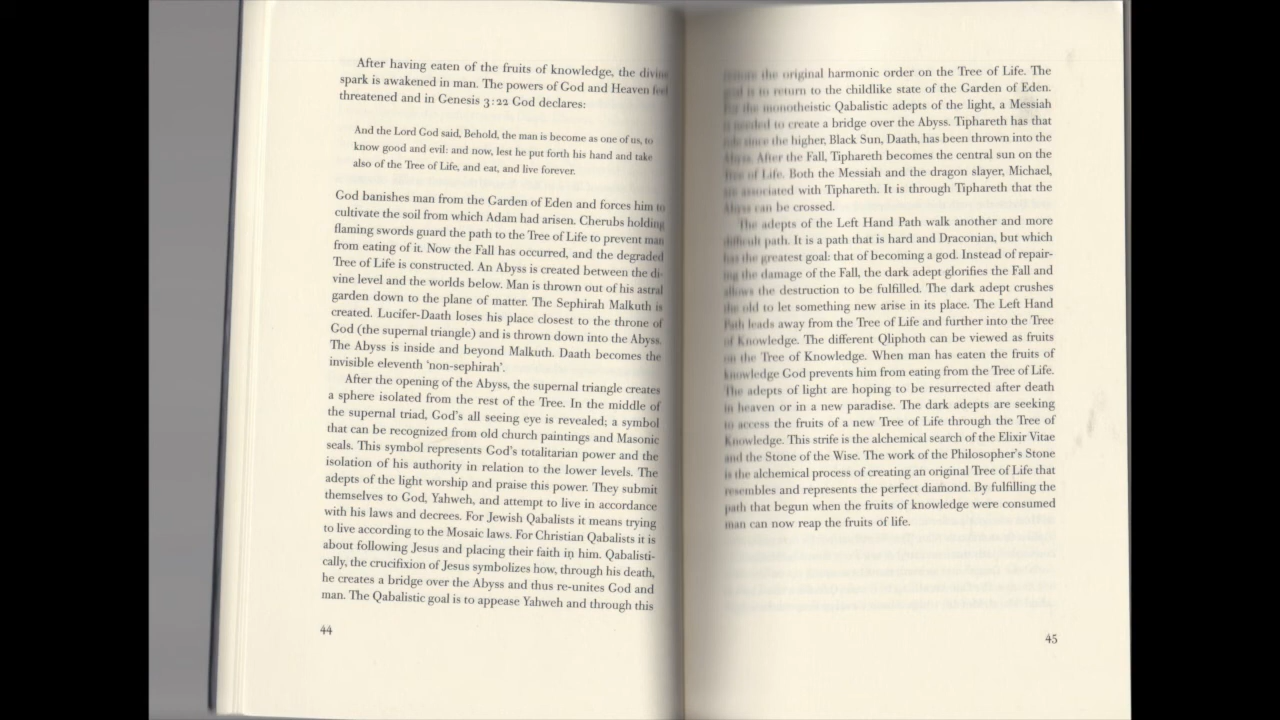 After having eaten of the fruits of knowledge, the divine
spark is awakened in man. The powers of God and Heaven feel
threatened and in Genesis 3:22 God declares:
And the Lord God said, Behold, the man is become as one of us, to
know good and evil: and now, lest he put forth his hand and take
also of the Tree of Life, and eat, and live forever.
God banishes man from the Garden of Eden and forces him to
cultivate the soil from which Adam had arisen. Cherubs holding
flaming swords guard the path to the Tree of Life to prevent man
from eating of it. Now the Fall has occurred, and the degraded
Tree of Life is constructed. An Abyss is created between the di-
vine level and the worlds below. Man is thrown out of his astral
garden down to the plane of matter. The Sephirah Malkuth is
created. Lucifer-Daath loses his place closest to the throne of
God (the supernal triangle) and is thrown down into the Abyss.
The Abyss is inside and beyond Malkuth. Daath becomes the
invisible eleventh ‘non-sephirah’.
After the opening of the Abyss, the supernal triangle creates
a sphere isolated from the rest of the Tree. In the middle of
the supernal triad, God’s all seeing eye is revealed; a symbol
that can be recognized from old church paintings and Masonic
seals. This symbol represents God’s totalitarian power and the
isolation of his authority in relation to the lower levels. The
adepts of the light worship and praise this power. They submit
themselves to God, Yahweh, and attempt to live in accordance
with his laws and decrees. For Jewish Qabalists it means trying
to live according to the Mosaic laws. For Christian Qabalists it is
about following Jesus and placing their faith in him. Qabalisti-
cally, the crucifixion of Jesus symbolizes how, through his death,
he creates a bridge over the Abyss and thus re-unites God and
man. The Qabalistic goal is to appease Yahweh and through this
44
the original harmonic order on the Tree of Life. The
goal is to return to the childlike state of the Garden of Eden.
For the monotheistic Qabalistic adepts of the light, a Messiah
is needed to create a bridge over the Abyss. Tiphareth has that
since the higher, Black Sun, Daath, has been thrown into the
Abyss. After the Fall, Tiphareth becomes the central sun on the
Tree of Life. Both the Messiah and the dragon slayer, Michael,
are associated with Tiphareth. It is through Tiphareth that the
Abyss can be crossed.
The adepts of the Left Hand Path walk another and more
difficult path. It is a path that is hard and Draconian, but which
has the greatest goal: that of becoming a god. Instead of repair-
ing the damage of the Fall, the dark adept glorifies the Fall and
allows the destruction to be fulfilled. The dark adept crushes
the old to let something new arise in its place. The Left Hand
Path leads away from the Tree of Life and further into the Tree
of Knowledge. The different Qliphoth can be viewed as fruits
on the Tree of Knowledge. When man has eaten the fruits of
knowledge God prevents him from eating from the Tree of Life.
The adepts of light are hoping to be resurrected after death
in heaven or in a new paradise. The dark adepts are seeking
to access the fruits of a new Tree of Life through the Tree of
Knowledge. This strife is the alchemical search of the Elixir Vitae
and the Stone of the Wise. The work of the Philosopher’s Stone
is the alchemical process of creating an original Tree of Life that
resembles and represents the perfect diamond. By fulfilling the
path that begun when the fruits of knowledge were consumed
man can now reap the fruits of life.
45